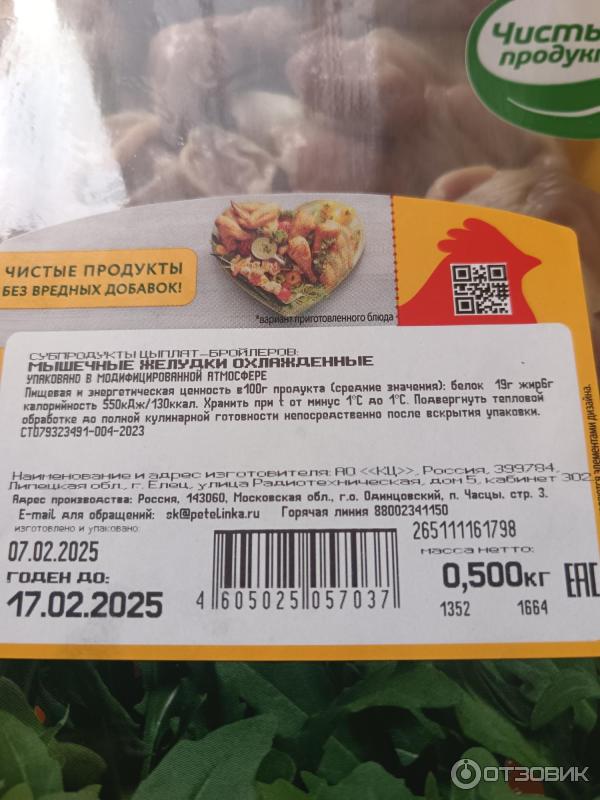 Чисты
продукт
ЧИСТЫЕ ПРОДУКТЫ
БЕЗ ВРЕДНЫХ ДОБАВОК!
*вариант приготовленного блюда
СУБПРОДУКТЫ ЦЫПЛАТ-БРОЙЛЕРОВ:
МЫШЕЧНЫЕ ЖЕЛУДКИ ОХЛАЖДЕННЫЕ
УПАКОВАНО В МОДИФИЦИРОВАННОЙ АТМОСФЕРЕ
Пищевая и энергетическая ценность в100г продукта (средние значения): белок 19г жир6г
калорийность 550кДж/130ккал. Хранить при t от минус 1°С до 1°С. Подвергнуть тепловой
обработке до полной кулинарной готовности непосредственно после вскрытия упаковки.
СТО79323491-004-2023
Наименование и адрес изготовителя: АО <<КЦ>>, Россия, 399784,
Липецкая обл., г. Елец, улица Радиотехническая, дом 5, кабинет 302
Адрес производства: Россия, 143060, Московская обл., г.о. Одинцовский, п. Часцы, стр. 3.
E-mail для обращений: sk@petelinka.ru Горячая линия 88002341150
изготовлено и упаковано:
07.02.2025
ГОДЕН ДО:
17.02.2025
4 605025 057037
265111161798
масса нетто:
0,500кг
1352 1664
ЕАС
элементами дизайна.
ОТЗОВИК